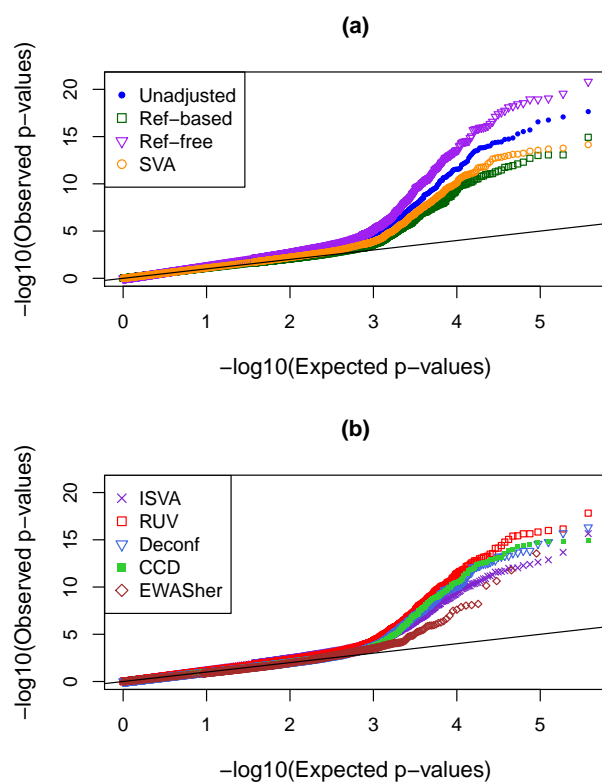 (a)
−log10(Observed p−values)
20
15
10
5
0
Unadjusted
Ref−based
Ref−free
SVA
0 1 2 3 4 5
−log10(Expected p−values)
(b)
−log10(Observed p−values)
20
15
10
5
0
ISVA
RUV
Deconf
CCD
EWASher
0 1 2 3 4 5
−log10(Expected p−values)